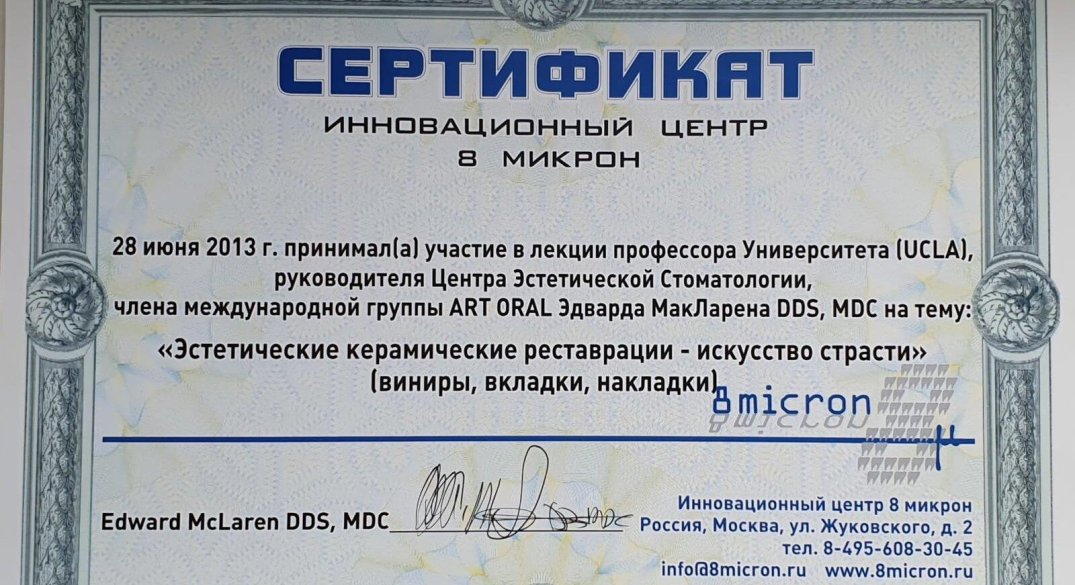 СЕРТИФИКАТ
ИННОВАЦИОННЫЙ ЦЕНТР
8 МИКРОН
28 июня 2013 г. принимал(а) участие в лекции профессора Университета (UCLA),
руководителя Центра Эстетической Стоматологии,
члена международной группы ART ORAL Эдварда МакЛарена DDS, MDC на тему:
«Эстетические керамические реставрации - искусство страсти»
(виниры, вкладки, накладки)
8micron
μ
Edward McLaren DDS, MDC
Инновационный центр 8 микрон
Россия, Москва, ул. Жуковского, д. 2
тел. 8-495-608-30-45
info@8micron.ru www.8micron.ru